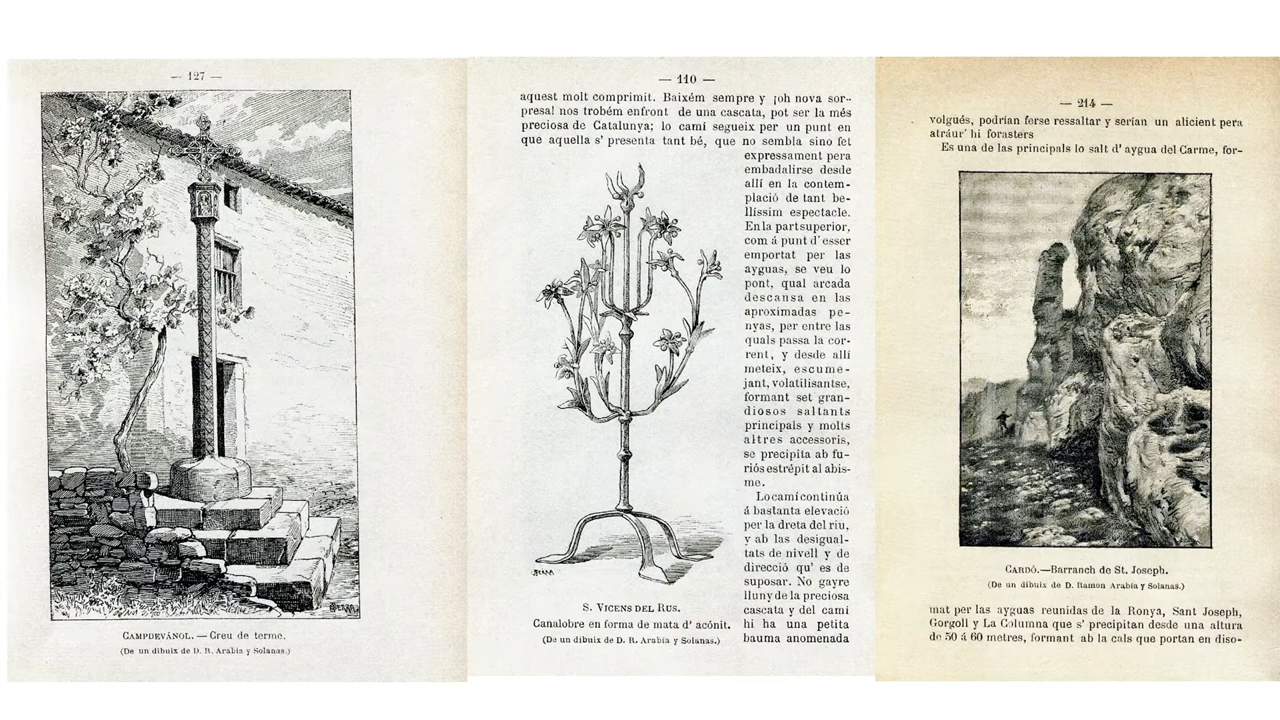 — 127 —
CAMPDEVÁNOL. — Creu de terme.
(De un dibuix de D. R. Arabía y Solanas.)
— 110 —
aquest molt comprimit. Baixém sempre y ¡oh nova sor-
presa! nos trobém enfront de una cascata, pot ser la més
preciosa de Catalunya; lo camí segueix per un punt en
que aquella s' presenta tant bé, que no sembla sino fet
expressament pera
embadalirse desde
allí en la contem-
plació de tant be-
llíssim espectacle.
En la part superior,
com á punt d' esser
emportat per las
ayguas, se veu lo
pont, qual arcada
descansa en las
aproximadas pe-
nyas, per entre las
quals passa la cor-
rent, y desde allí
meteix, escume-
jant, volatilisantse,
formant set gran-
diosos saltants
principals y molts
altres accessoris,
se precipita ab fu-
riós estrépit al abis-
me.
Lo camí continúa
á bastanta elevació
per la dreta del riu,
y ab las desigual-
tats de nivell y de
direcció qu' es de
suposar. No gayre
lluny de la preciosa
cascata y del camí
hi ha una petita
bauma anomenada
SERRA
S. VICENS DEL RUS.
Canalobre en forma de mata d' acónit.
(De un dibuix de D. R. Arabía y Solanas.)
— 214 —
volgués, podrían ferse ressaltar y serían un alicient pera
atráur' hi forasters
Es una de las principals lo salt d' aygua del Carme, for-
CARDÓ.—Barranch de St. Joseph.
(De un dibuix de D. Ramon Arabía y Solanas.)
mat per las ayguas reunidas de la Ronya, Sant Joseph,
Gorgoll y La Columna que s' precipitan desde una altura
de 50 á 60 metres, formant ab la cals que portan en diso-